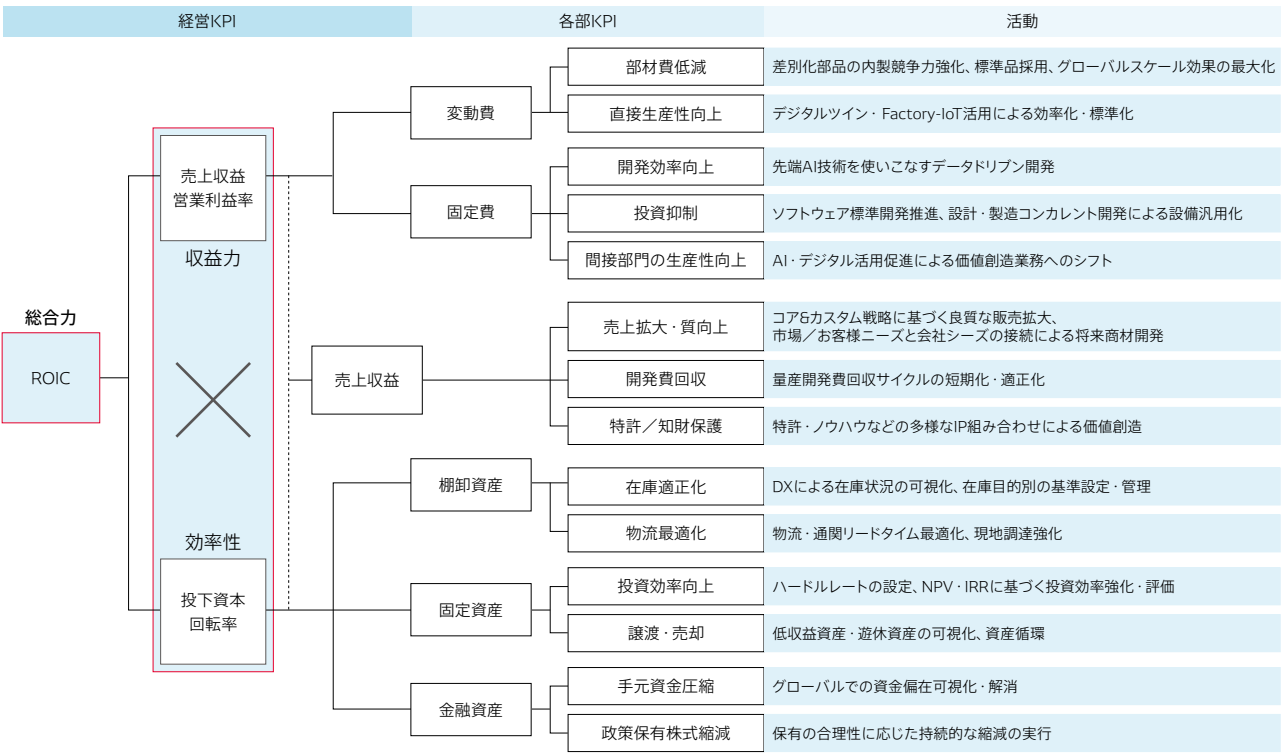 経営KPI
各部KPI
活動
総合力
ROIC
売上収益
営業利益率
収益力
効率性
投下資本
回転率
変動費
部材費低減
差別化部品の内製競争力強化、標準品採用、グローバルスケール効果の最大化
直接生産性向上
デジタルツイン・Factory-IoT活用による効率化・標準化
固定費
開発効率向上
先端AI技術を使いこなすデータドリブン開発
投資抑制
ソフトウェア標準開発推進、設計・製造コンカレント開発による設備汎用化
間接部門の生産性向上
AI・デジタル活用促進による価値創造業務へのシフト
売上収益
売上拡大・質向上
コア&カスタム戦略に基づく良質な販売拡大、
市場／お客様ニーズと会社シーズの接続による将来商材開発
開発費回収
量産開発費回収サイクルの短期化・適正化
特許／知財保護
特許・ノウハウなどの多様なIP組み合わせによる価値創造
棚卸資産
在庫適正化
DXによる在庫状況の可視化、在庫目的別の基準設定・管理
物流最適化
物流・通関リードタイム最適化、現地調達強化
固定資産
投資効率向上
ハードルレートの設定、NPV・IRRに基づく投資効率強化・評価
譲渡・売却
低収益資産・遊休資産の可視化、資産循環
金融資産
手元資金圧縮
グローバルでの資金偏在可視化・解消
政策保有株式縮減
保有の合理性に応じた持続的な縮減の実行